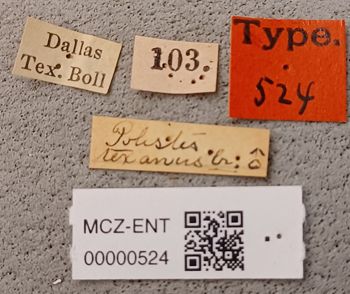 Dallas
Tex. Boll
103.
Type.
524
Polistes
texanus Cr: ♂
MCZ-ENT
00000524